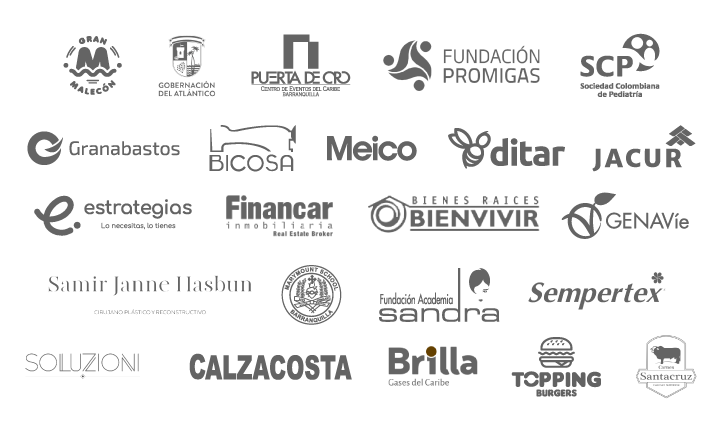 GRAN
MALECÓN
GOBERNACIÓN
DEL ATLÁNTICO
PUERTA DE ORO
CENTRO DE EVENTOS DEL CARIBE
BARRANQUILLA
FUNDACIÓN
PROMIGAS
SCP
Sociedad Colombiana
de Pediatría
Granabastos
BICOSA
Meico
ditar
JACUR
estrategias
Lo necesitas, lo tienes
Financar
inmobiliaria
Real Estate Broker
BIENES RAICES
BIENVIVIR
GENAVíe
Samir Janne Hasbun
CIRUJANO PLÁSTICO Y RECONSTRUCTIVO
MARYMOUNT SCHOOL
BARRANQUILLA
Fundación Academia
sandra
Sempertex
SOLUZIONI
CALZACOSTA
Brilla
Gases del Caribe
TOPPING
BURGERS
Carnes
Santacruz